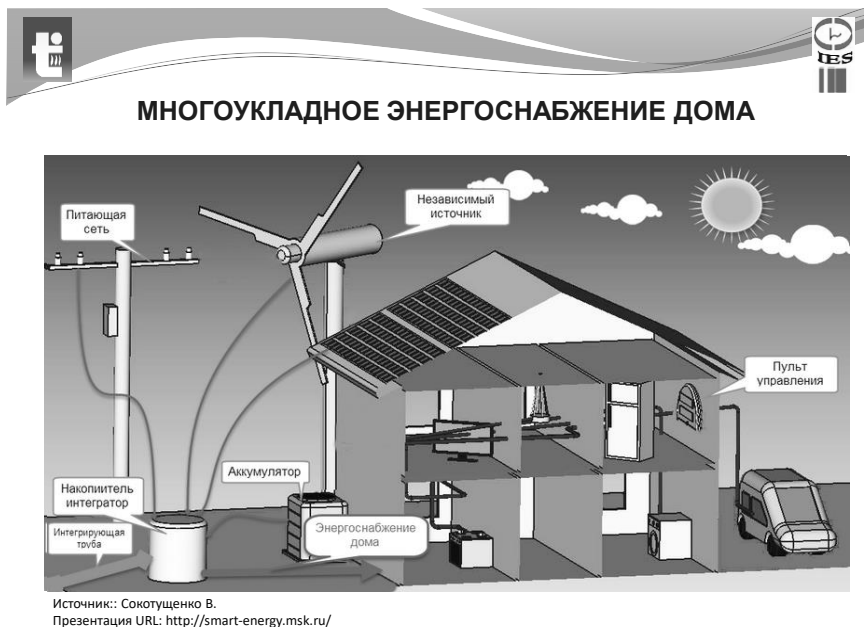 IES
МНОГОУКЛАДНОЕ ЭНЕРГОСНАБЖЕНИЕ ДОМА
Питающая
сеть
Независимый
источник
Пульт
управления
Аккумулятор
Накопиитель
интегратор
Интегрирующая
труба
Энергоснабжение
дома
Источник:: Сокотущенко В.
Презентация URL: http://smart-energy.msk.ru/